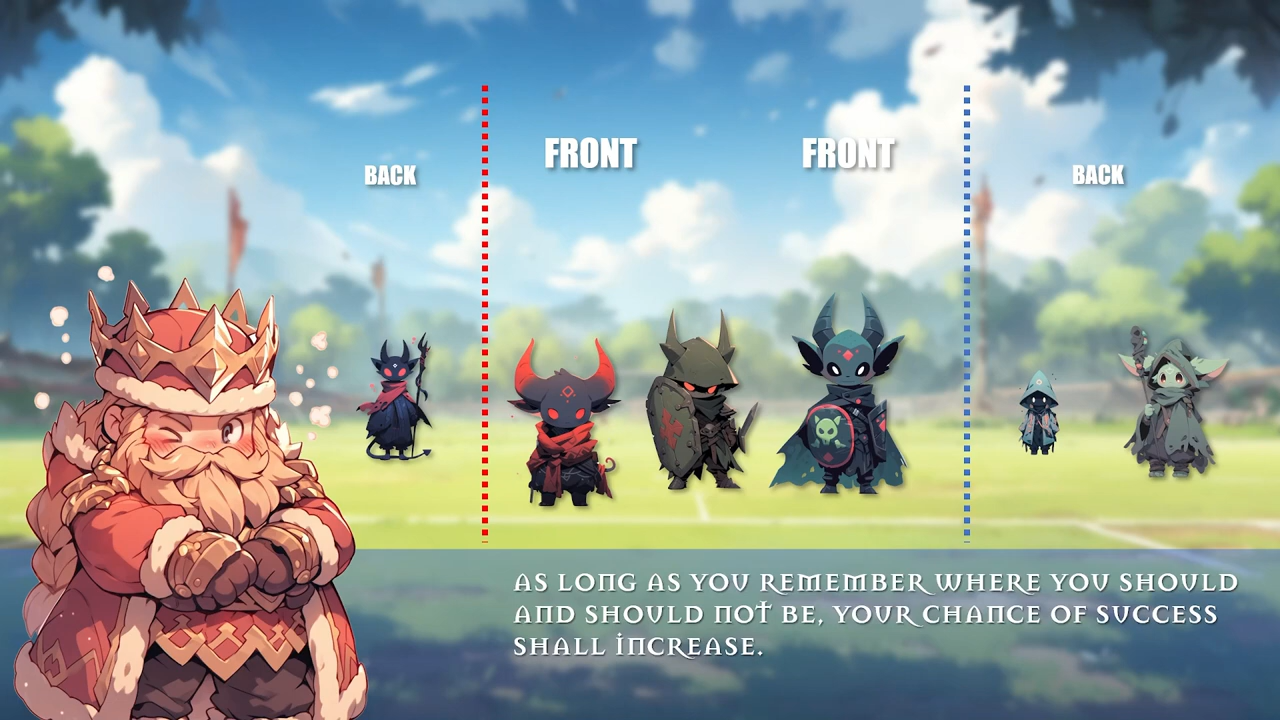 BACK
FRONT
FRONT
BACK
AS LONG AS YOU REMEMBER WHERE YOU SHOULD
AND SHOULD NOT BE, YOUR CHANCE OF SUCCESS
SHALL INCREASE.